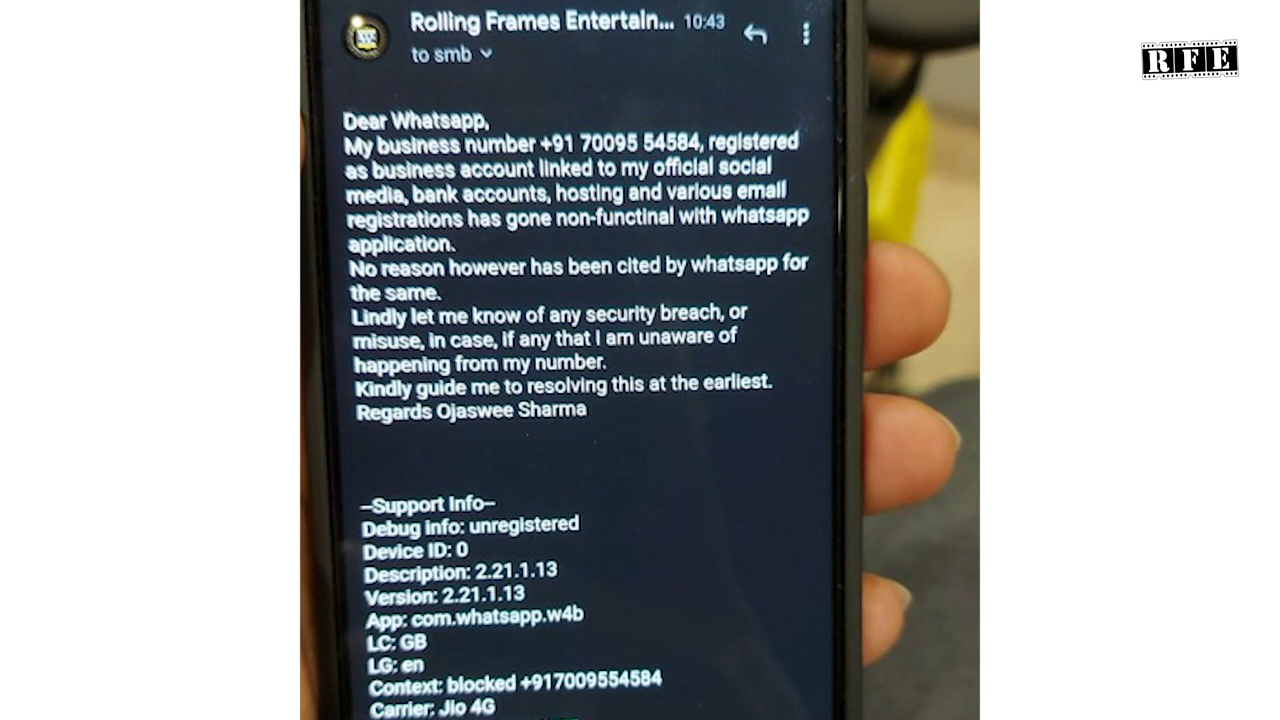 Rolling Frames Entertain... 10:43
to smb
RFE
Dear Whatsapp,
My business number +91 70095 54584, registered
as business account linked to my official social
media, bank accounts, hosting and various email
registrations has gone non-functinal with whatsapp
application.
No reason however has been cited by whatsapp for
the same.
Lindly let me know of any security breach, or
misuse, in case, if any that I am unaware of
happening from my number.
Kindly guide me to resolving this at the earliest.
Regards Ojaswee Sharma
--Support Info--
Debug info: unregistered
Device ID: 0
Description: 2.21.1.13
Version: 2.21.1.13
App: com.whatsapp.w4b
LC: GB
LG: en
Context: blocked +917009554584
Carrier: Jio 4G